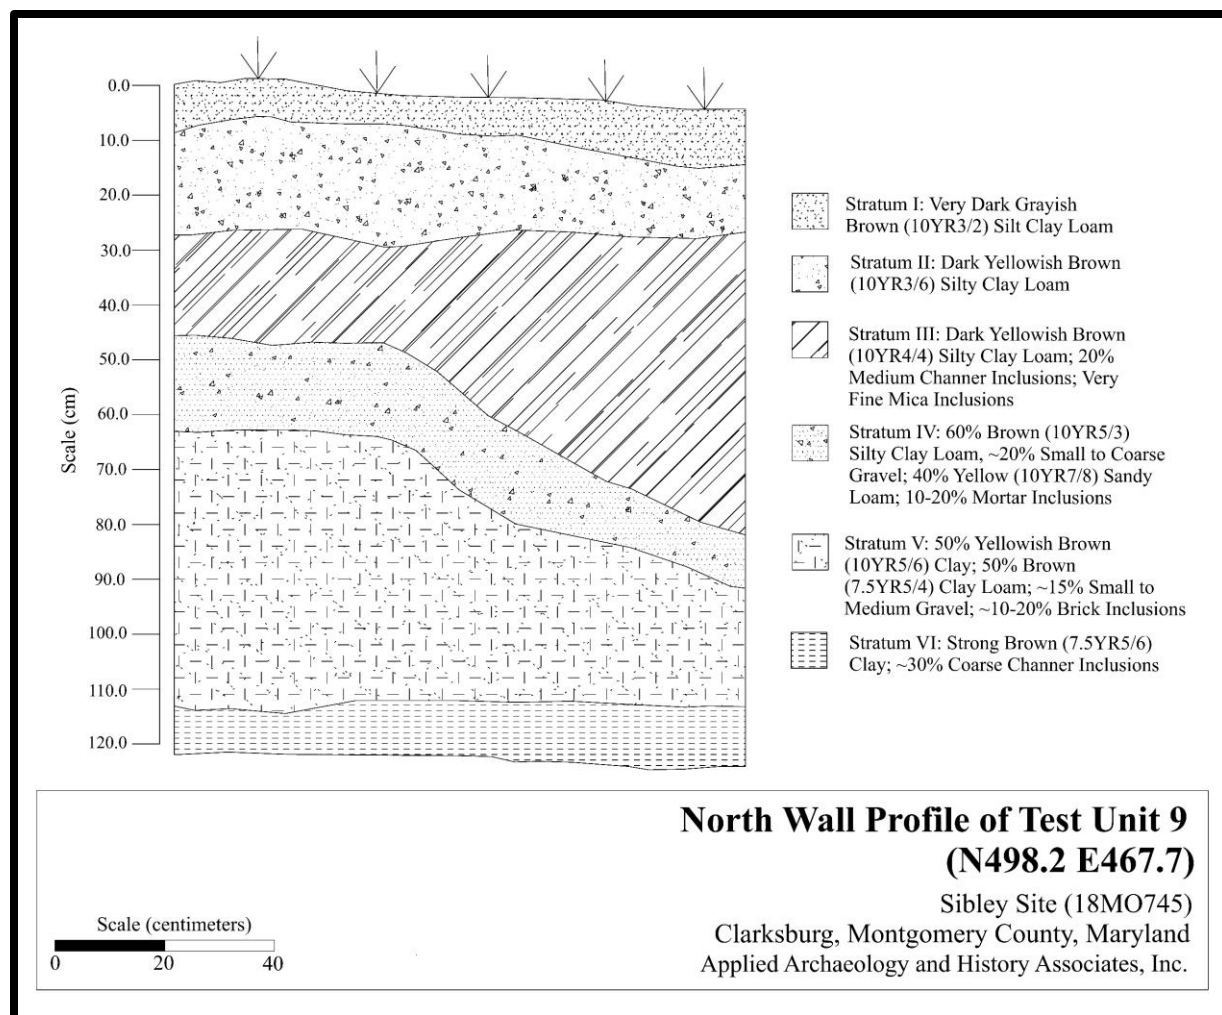 0.0
10.0
20.0
30.0
40.0
50.0
60.0
70.0
80.0
90.0
100.0
110.0
120.0
Scale (cm)
Stratum I: Very Dark Grayish
Brown (10YR3/2) Silt Clay Loam
Stratum II: Dark Yellowish Brown
(10YR3/6) Silty Clay Loam
Stratum III: Dark Yellowish Brown
(10YR4/4) Silty Clay Loam; 20%
Medium Channer Inclusions; Very
Fine Mica Inclusions
Stratum IV: 60% Brown (10YR5/3)
Silty Clay Loam, ~20% Small to Coarse
Gravel; 40% Yellow (10YR7/8) Sandy
Loam; 10-20% Mortar Inclusions
Stratum V: 50% Yellowish Brown
(10YR5/6) Clay; 50% Brown
(7.5YR5/4) Clay Loam; ~15% Small to
Medium Gravel; ~10-20% Brick Inclusions
Stratum VI: Strong Brown (7.5YR5/6)
Clay; ~30% Coarse Channer Inclusions
North Wall Profile of Test Unit 9
(N498.2 E467.7)
Sibley Site (18MO745)
Clarksburg, Montgomery County, Maryland
Applied Archaeology and History Associates, Inc.
Scale (centimeters)
0 20 40